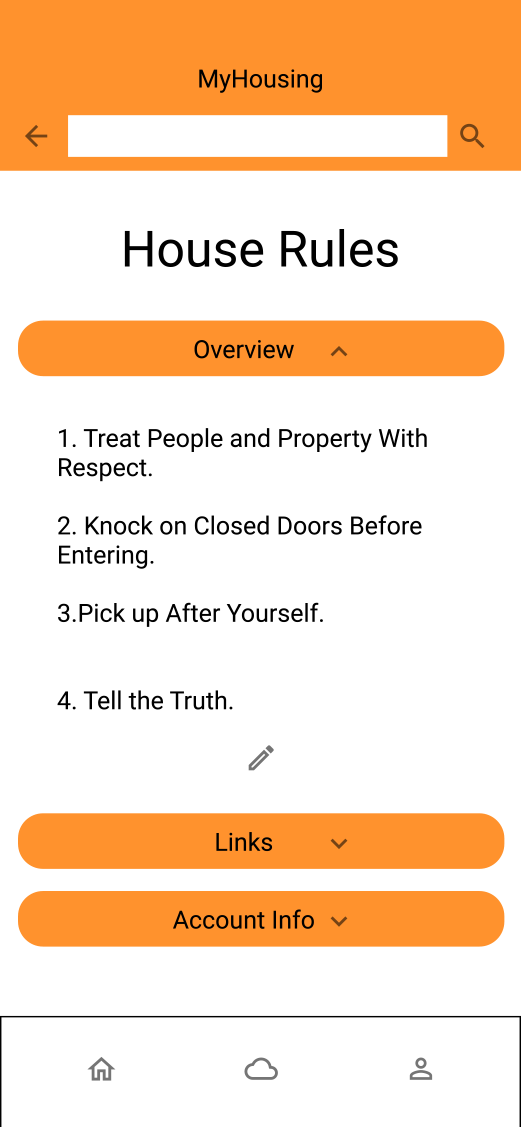 MyHousing
House Rules
Overview
1. Treat People and Property With
Respect.
2. Knock on Closed Doors Before
Entering.
3.Pick up After Yourself.
4. Tell the Truth.
Links
Account Info